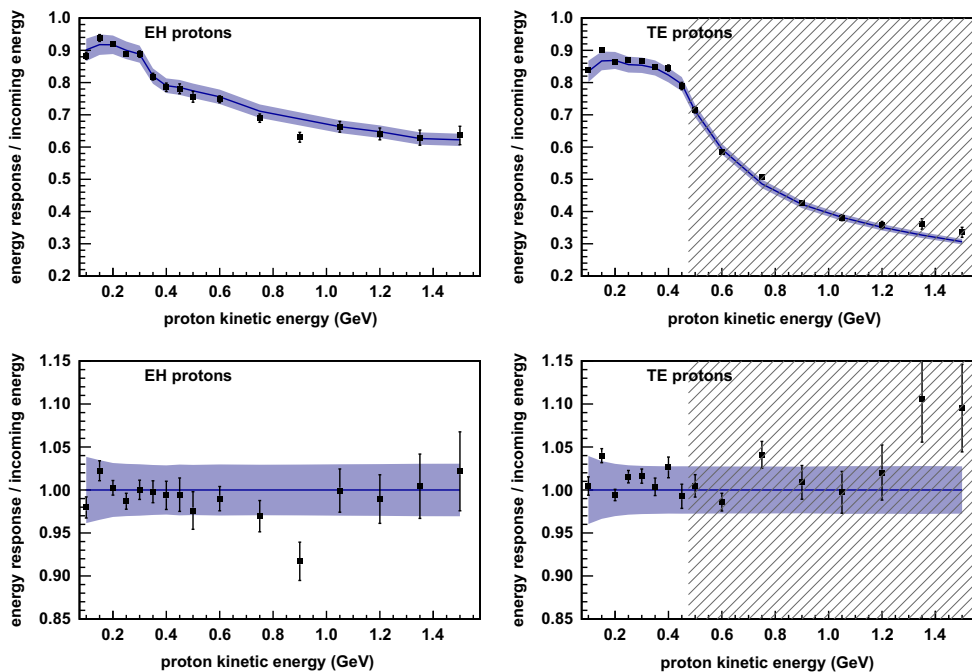 EH protons
energy response / incoming energy
1.0
0.9
0.8
0.7
0.6
0.5
0.4
0.3
0.2
0.2 0.4 0.6 0.8 1.0 1.2 1.4
proton kinetic energy (GeV)
TE protons
energy response / incoming energy
1.0
0.9
0.8
0.7
0.6
0.5
0.4
0.3
0.2
0.2 0.4 0.6 0.8 1.0 1.2 1.4
proton kinetic energy (GeV)
EH protons
energy response / incoming energy
1.15
1.10
1.05
1.00
0.95
0.90
0.85
0.2 0.4 0.6 0.8 1.0 1.2 1.4
proton kinetic energy (GeV)
TE protons
energy response / incoming energy
1.15
1.10
1.05
1.00
0.95
0.90
0.85
0.2 0.4 0.6 0.8 1.0 1.2 1.4
proton kinetic energy (GeV)